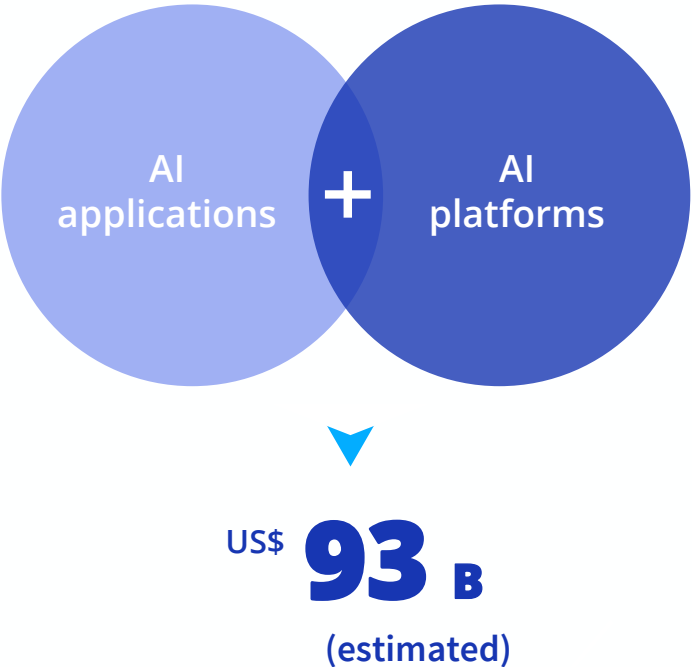 AI
applications
+
AI
platforms
US$ 93 B
(estimated)